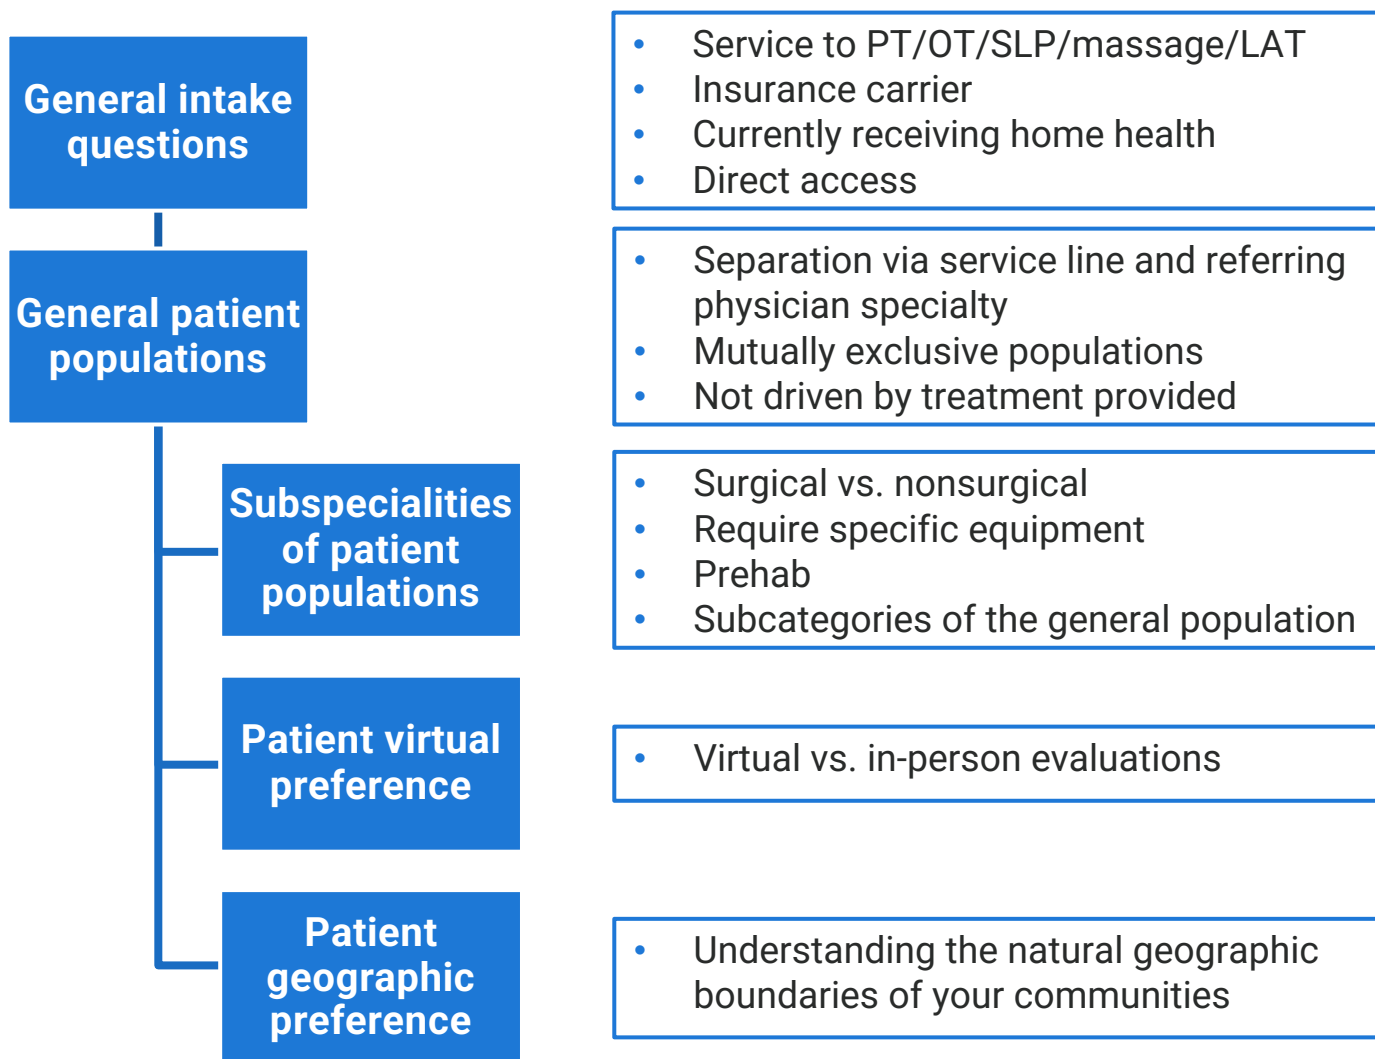 General intake
questions
• Service to PT/OT/SLP/massage/LAT
• Insurance carrier
• Currently receiving home health
• Direct access
General patient
populations
• Separation via service line and referring
physician specialty
• Mutually exclusive populations
• Not driven by treatment provided
Subspecialities
of patient
populations
• Surgical vs. nonsurgical
• Require specific equipment
• Prehab
• Subcategories of the general population
Patient virtual
preference
• Virtual vs. in-person evaluations
Patient
geographic
preference
• Understanding the natural geographic
boundaries of your communities